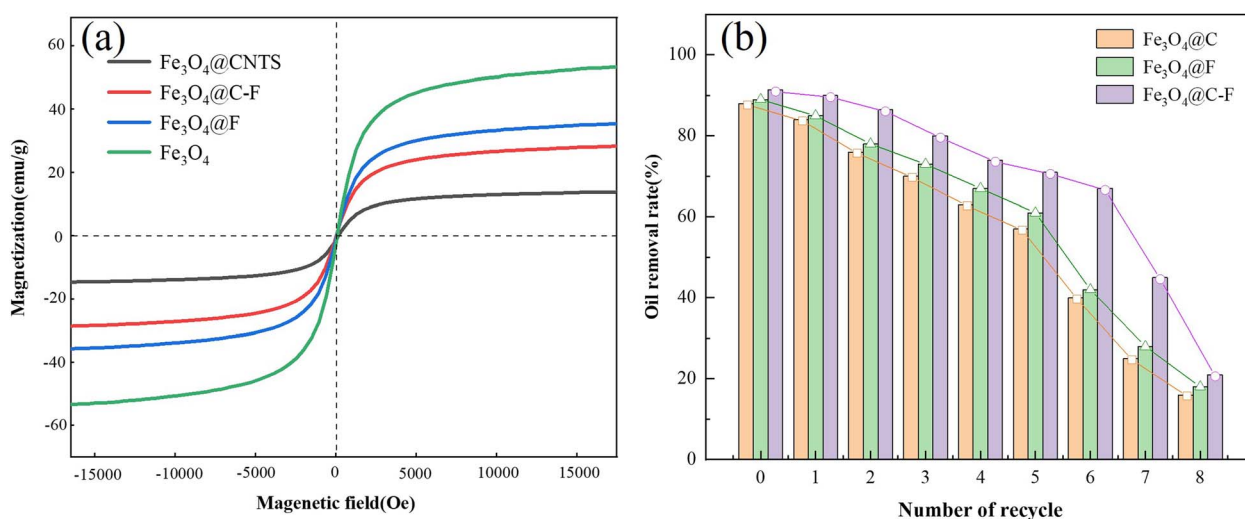 (a)
60
40
20
0
-20
-40
-60
Magnetization(emu/g)
Fe₃O₄@CNTS
Fe₃O₄@C-F
Fe₃O₄@F
Fe₃O₄
-15000 -10000 -5000 0 5000 10000 15000
Magenetic field(Oe)
(b)
100
80
60
40
20
0
Oil removal rate(%)
Fe₃O₄@C
Fe₃O₄@F
Fe₃O₄@C-F
0 1 2 3 4 5 6 7 8
Number of recycle